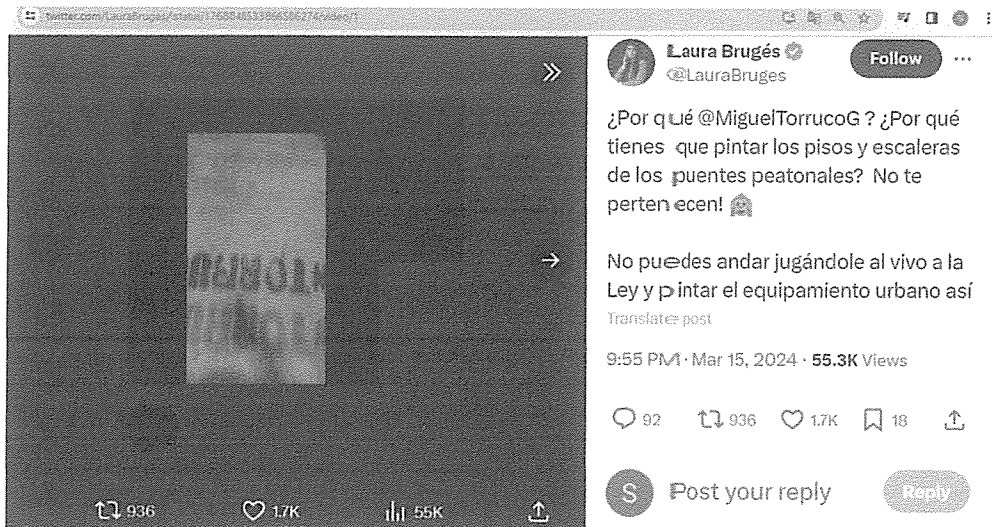 twitter.com/LauraBruges/status/1768848533866586274/video/1
Laura Brugés
@LauraBruges
Follow
¿Por qué @MiguelTorrucoG ? ¿Por qué
tienes que pintar los pisos y escaleras
de los puentes peatonales? No te
pertenecen!
No puedes andar jugándole al vivo a la
Ley y pintar el equipamiento urbano así
Translate post
9:55 PM · Mar 15, 2024 · 55.3K Views
92 936 1.7K 18
936 1.7K 55K
S Post your reply Reply